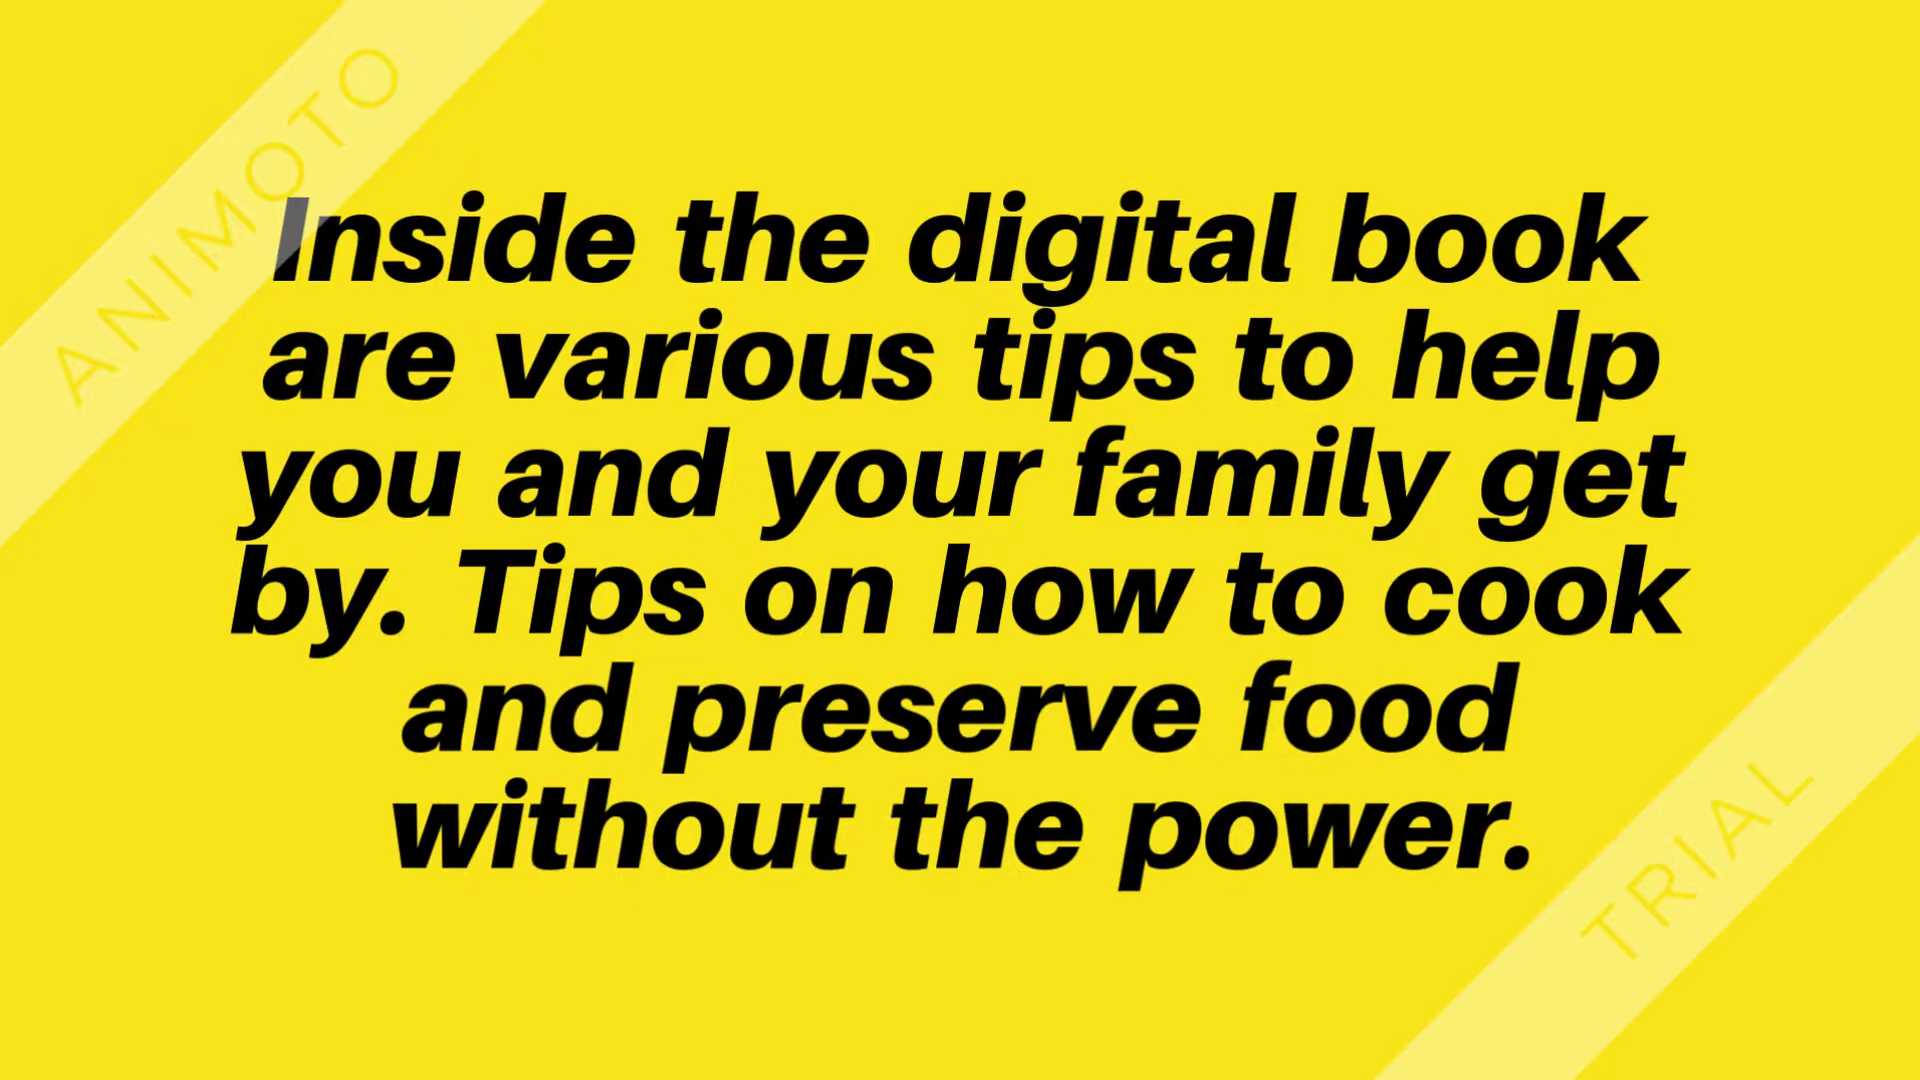 ANIMOTO
Inside the digital book
are various tips to help
you and your family get
by. Tips on how to cook
and preserve food
without the power.
TRIAL